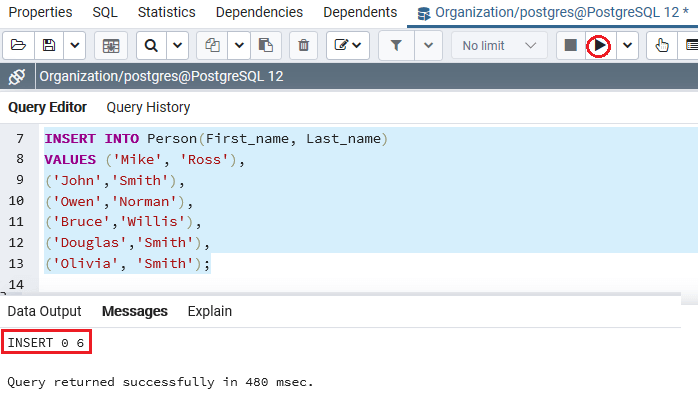 Properties SQL Statistics Dependencies Dependents Organization/postgres@PostgreSQL 12 *
No limit
Organization/postgres@PostgreSQL 12
Query Editor Query History
7 INSERT INTO Person(First_name, Last_name)
8 VALUES ('Mike', 'Ross'),
9 ('John','Smith'),
10 ('Owen','Norman'),
11 ('Bruce','Willis'),
12 ('Douglas','Smith'),
13 ('Olivia', 'Smith');
14
Data Output Messages Explain
INSERT 0 6
Query returned successfully in 480 msec.